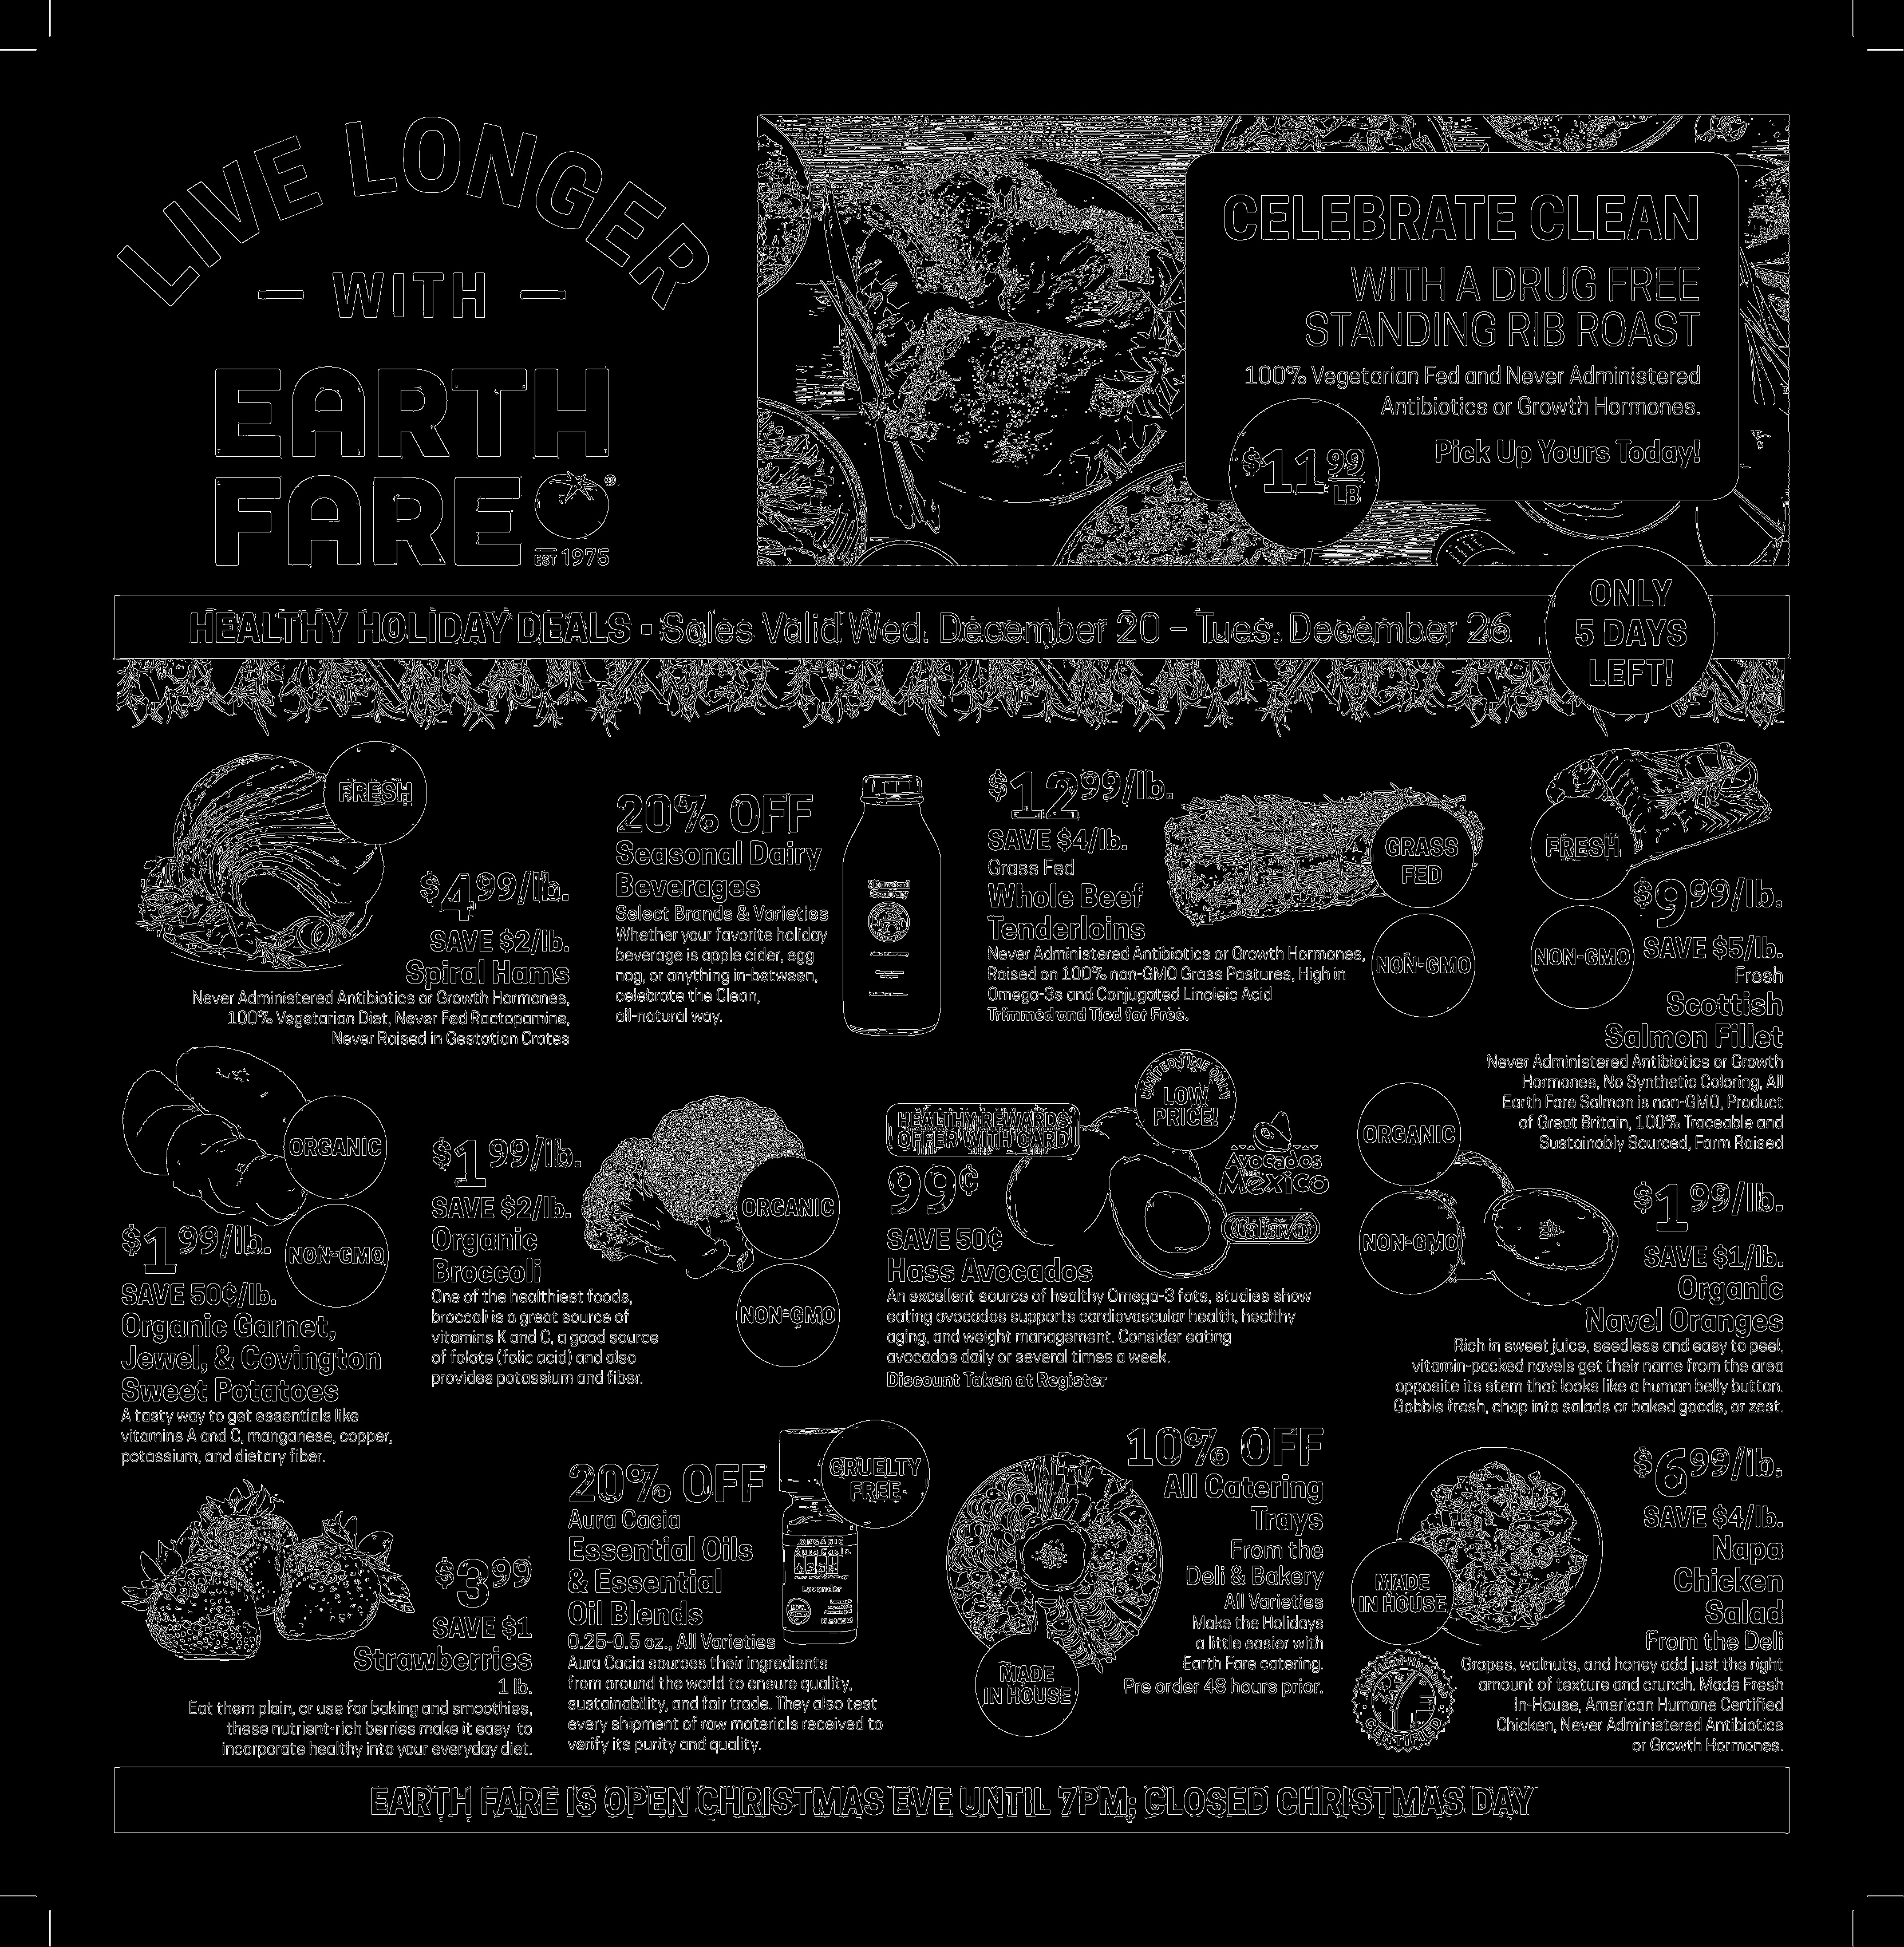 LIVE LONGER
WITH
EARTH
FARE
EST 1975
CELEBRATE CLEAN
WITH A DRUG FREE
STANDING RIB ROAST
100% Vegetarian Fed and Never Administered
Antibiotics or Growth Hormones.
Pick Up Yours Today!
$11 99 LB
HEALTHY HOLIDAY DEALS • Sales Valid Wed. December 20 – Tues. December 26
ONLY
5 DAYS
LEFT!
FRESH
$4 99/lb.
SAVE $2/lb.
Spiral Hams
Never Administered Antibiotics or Growth Hormones,
100% Vegetarian Diet, Never Fed Ractopamine,
Never Raised in Gestation Crates
20% OFF
Seasonal Dairy
Beverages
Select Brands & Varieties
Whether your favorite holiday
beverage is apple cider, egg
nog, or anything in-between,
celebrate the Clean,
all-natural way.
$12 99/lb.
SAVE $4/lb.
Grass Fed
Whole Beef
Tenderloins
Never Administered Antibiotics or Growth Hormones,
Raised on 100% non-GMO Grass Pastures, High in
Omega-3s and Conjugated Linoleic Acid
Trimmed and Tied for Free.
GRASS
FED
NON-GMO
FRESH
NON-GMO
$9 99/lb.
SAVE $5/lb.
Fresh
Scottish
Salmon Fillet
Never Administered Antibiotics or Growth
Hormones, No Synthetic Coloring, All
Earth Fare Salmon is non-GMO, Product
of Great Britain, 100% Traceable and
Sustainably Sourced, Farm Raised
ORGANIC
NON-GMO
$1 99/lb.
SAVE 50¢/lb.
Organic Garnet,
Jewel, & Covington
Sweet Potatoes
A tasty way to get essentials like
vitamins A and C, manganese, copper,
potassium, and dietary fiber.
$1 99/lb.
SAVE $2/lb.
Organic
Broccoli
One of the healthiest foods,
broccoli is a great source of
vitamins K and C, a good source
of folate (folic acid) and also
provides potassium and fiber.
ORGANIC
NON-GMO
HEALTHY REWARDS
OFFER WITH CARD
LIMITED TIME ONLY
LOW
PRICE!
Avocados
from
Mexico
Calavo
99¢
SAVE 50¢
Hass Avocados
An excellent source of healthy Omega-3 fats, studies show
eating avocados supports cardiovascular health, healthy
aging, and weight management. Consider eating
avocados daily or several times a week.
Discount Taken at Register
ORGANIC
NON-GMO
$1 99/lb.
SAVE $1/lb.
Organic
Navel Oranges
Rich in sweet juice, seedless and easy to peel,
vitamin-packed navels get their name from the area
opposite its stem that looks like a human belly button.
Gobble fresh, chop into salads or baked goods, or zest.
$3 99
SAVE $1
Strawberries
1 lb.
Eat them plain, or use for baking and smoothies,
these nutrient-rich berries make it easy to
incorporate healthy into your everyday diet.
20% OFF
Aura Cacia
Essential Oils
& Essential
Oil Blends
0.25-0.5 oz., All Varieties
Aura Cacia sources their ingredients
from around the world to ensure quality,
sustainability, and fair trade. They also test
every shipment of raw materials received to
verify its purity and quality.
CRUELTY
FREE
ORGANIC
AURA CACIA
Lavender
10% OFF
All Catering
Trays
From the
Deli & Bakery
All Varieties
Make the Holidays
a little easier with
Earth Fare catering.
Pre order 48 hours prior.
MADE
IN HOUSE
MADE
IN HOUSE
$6 99/lb.
SAVE $4/lb.
Napa
Chicken
Salad
From the Deli
Grapes, walnuts, and honey add just the right
amount of texture and crunch. Made Fresh
In-House, American Humane Certified
Chicken, Never Administered Antibiotics
or Growth Hormones.
American Humane
CERTIFIED
EARTH FARE IS OPEN CHRISTMAS EVE UNTIL 7PM; CLOSED CHRISTMAS DAY